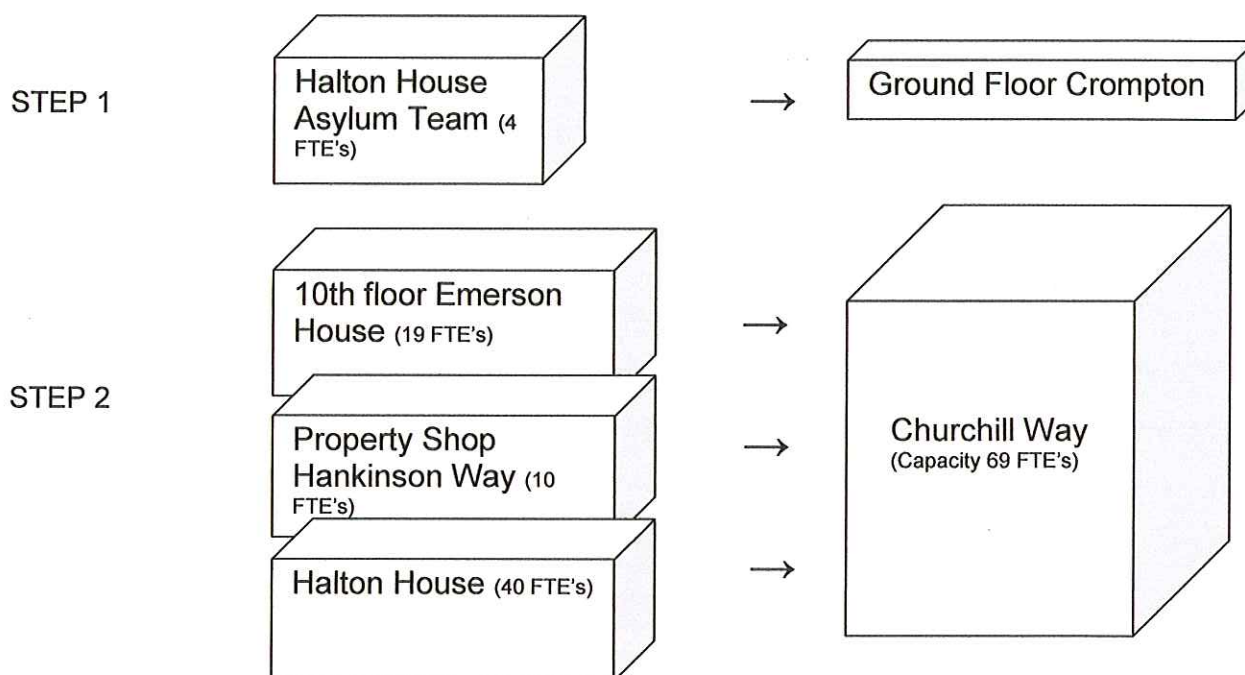 STEP 1
Halton House
Asylum Team (4
FTE's)
→
Ground Floor Crompton
STEP 2
10th floor Emerson
House (19 FTE's)
→
Property Shop
Hankinson Way (10
FTE's)
→
Halton House (40 FTE's)
→
Churchill Way
(Capacity 69 FTE's)